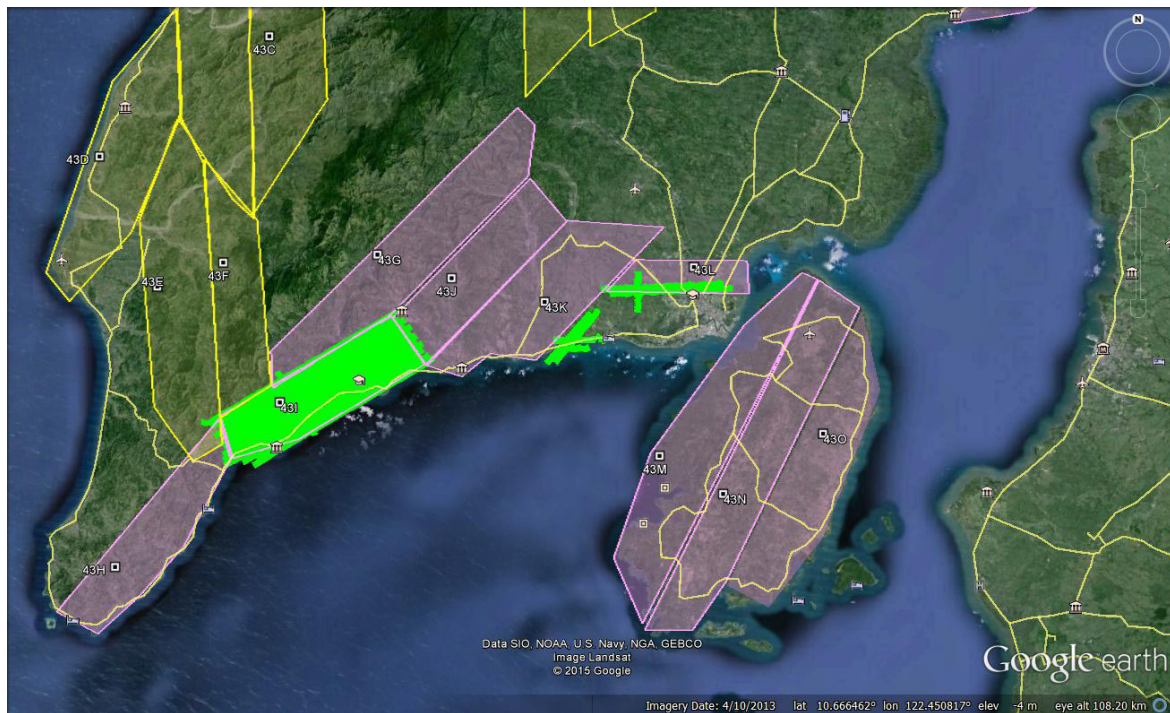 N
43C
43D
43G
43L
43F
43J
43E
43K
43I
43O
43M
43N
43H
Data SIO, NOAA, U.S. Navy, NGA, GEBCO
Image Landsat
© 2015 Google
Google earth
Imagery Date: 4/10/2013 lat 10.666462° lon 122.450817° elev -4 m eye alt 108.20 km